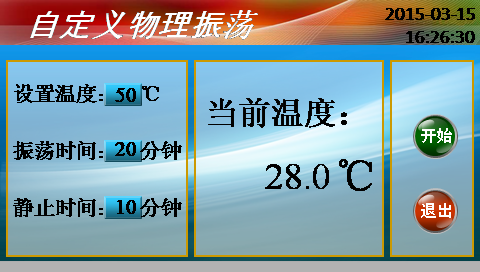 自定义物理振荡
2015-03-15
16:26:30
设置温度: 50℃
振荡时间: 20分钟
静止时间: 10分钟
当前温度：
28.0℃
开始
退出